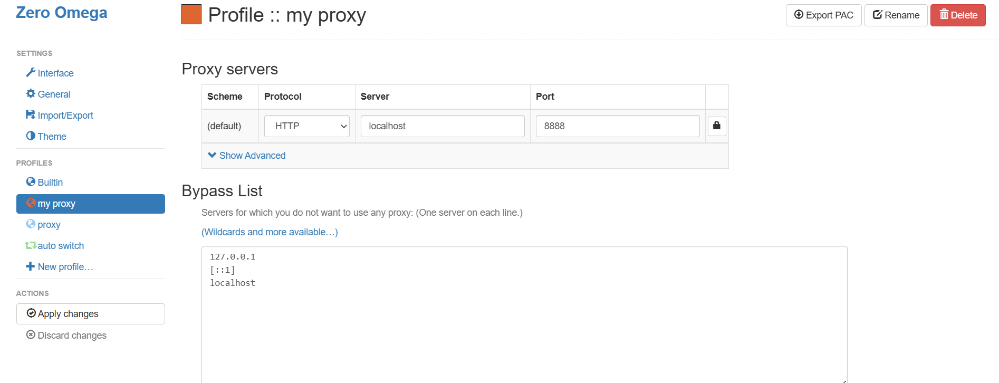 Zero Omega
SETTINGS
Interface
General
Import/Export
Theme
PROFILES
Builtin
my proxy
proxy
auto switch
New profile…
ACTIONS
Apply changes
Discard changes
Profile :: my proxy
Export PAC
Rename
Delete
Proxy servers
Scheme Protocol Server Port
(default) HTTP localhost 8888
Show Advanced
Bypass List
Servers for which you do not want to use any proxy: (One server on each line.)
(Wildcards and more available…)
127.0.0.1
[::1]
localhost